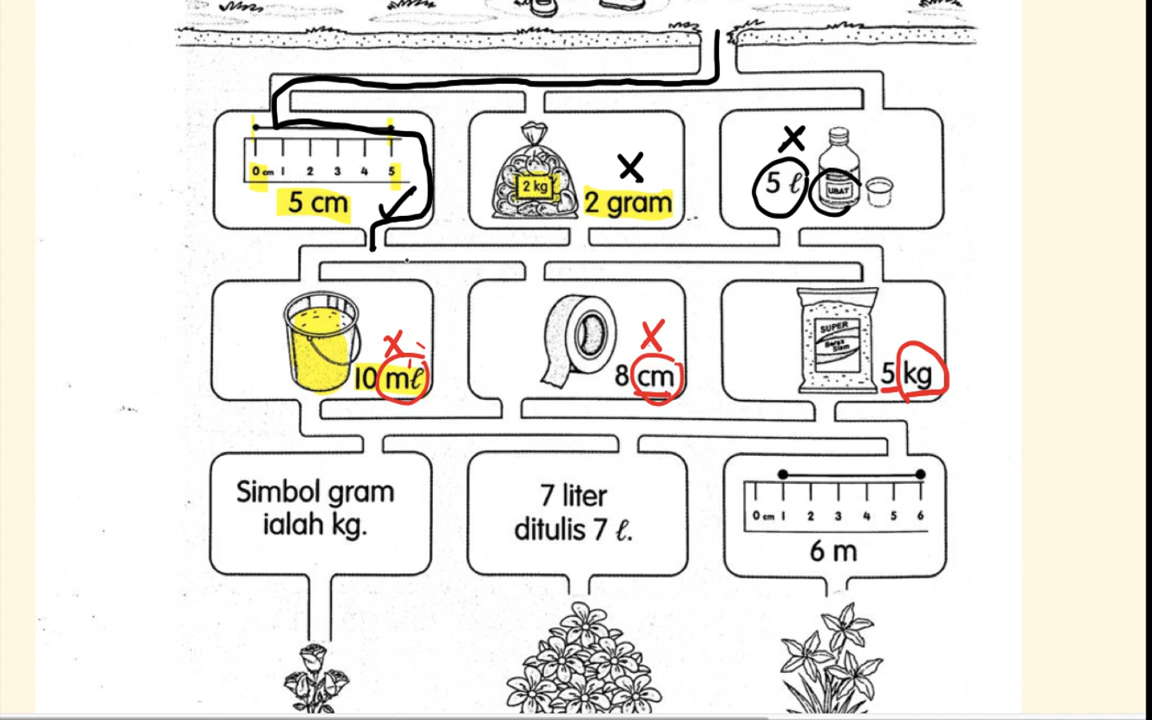 0 cm 1 2 3 4 5
5 cm
2 kg
2 gram
5 ℓ
UBAT
10 mℓ
8 cm
SUPER
Beras
Siam
5 kg
Simbol gram
ialah kg.
7 liter
ditulis 7 ℓ.
0 cm 1 2 3 4 5 6
6 m